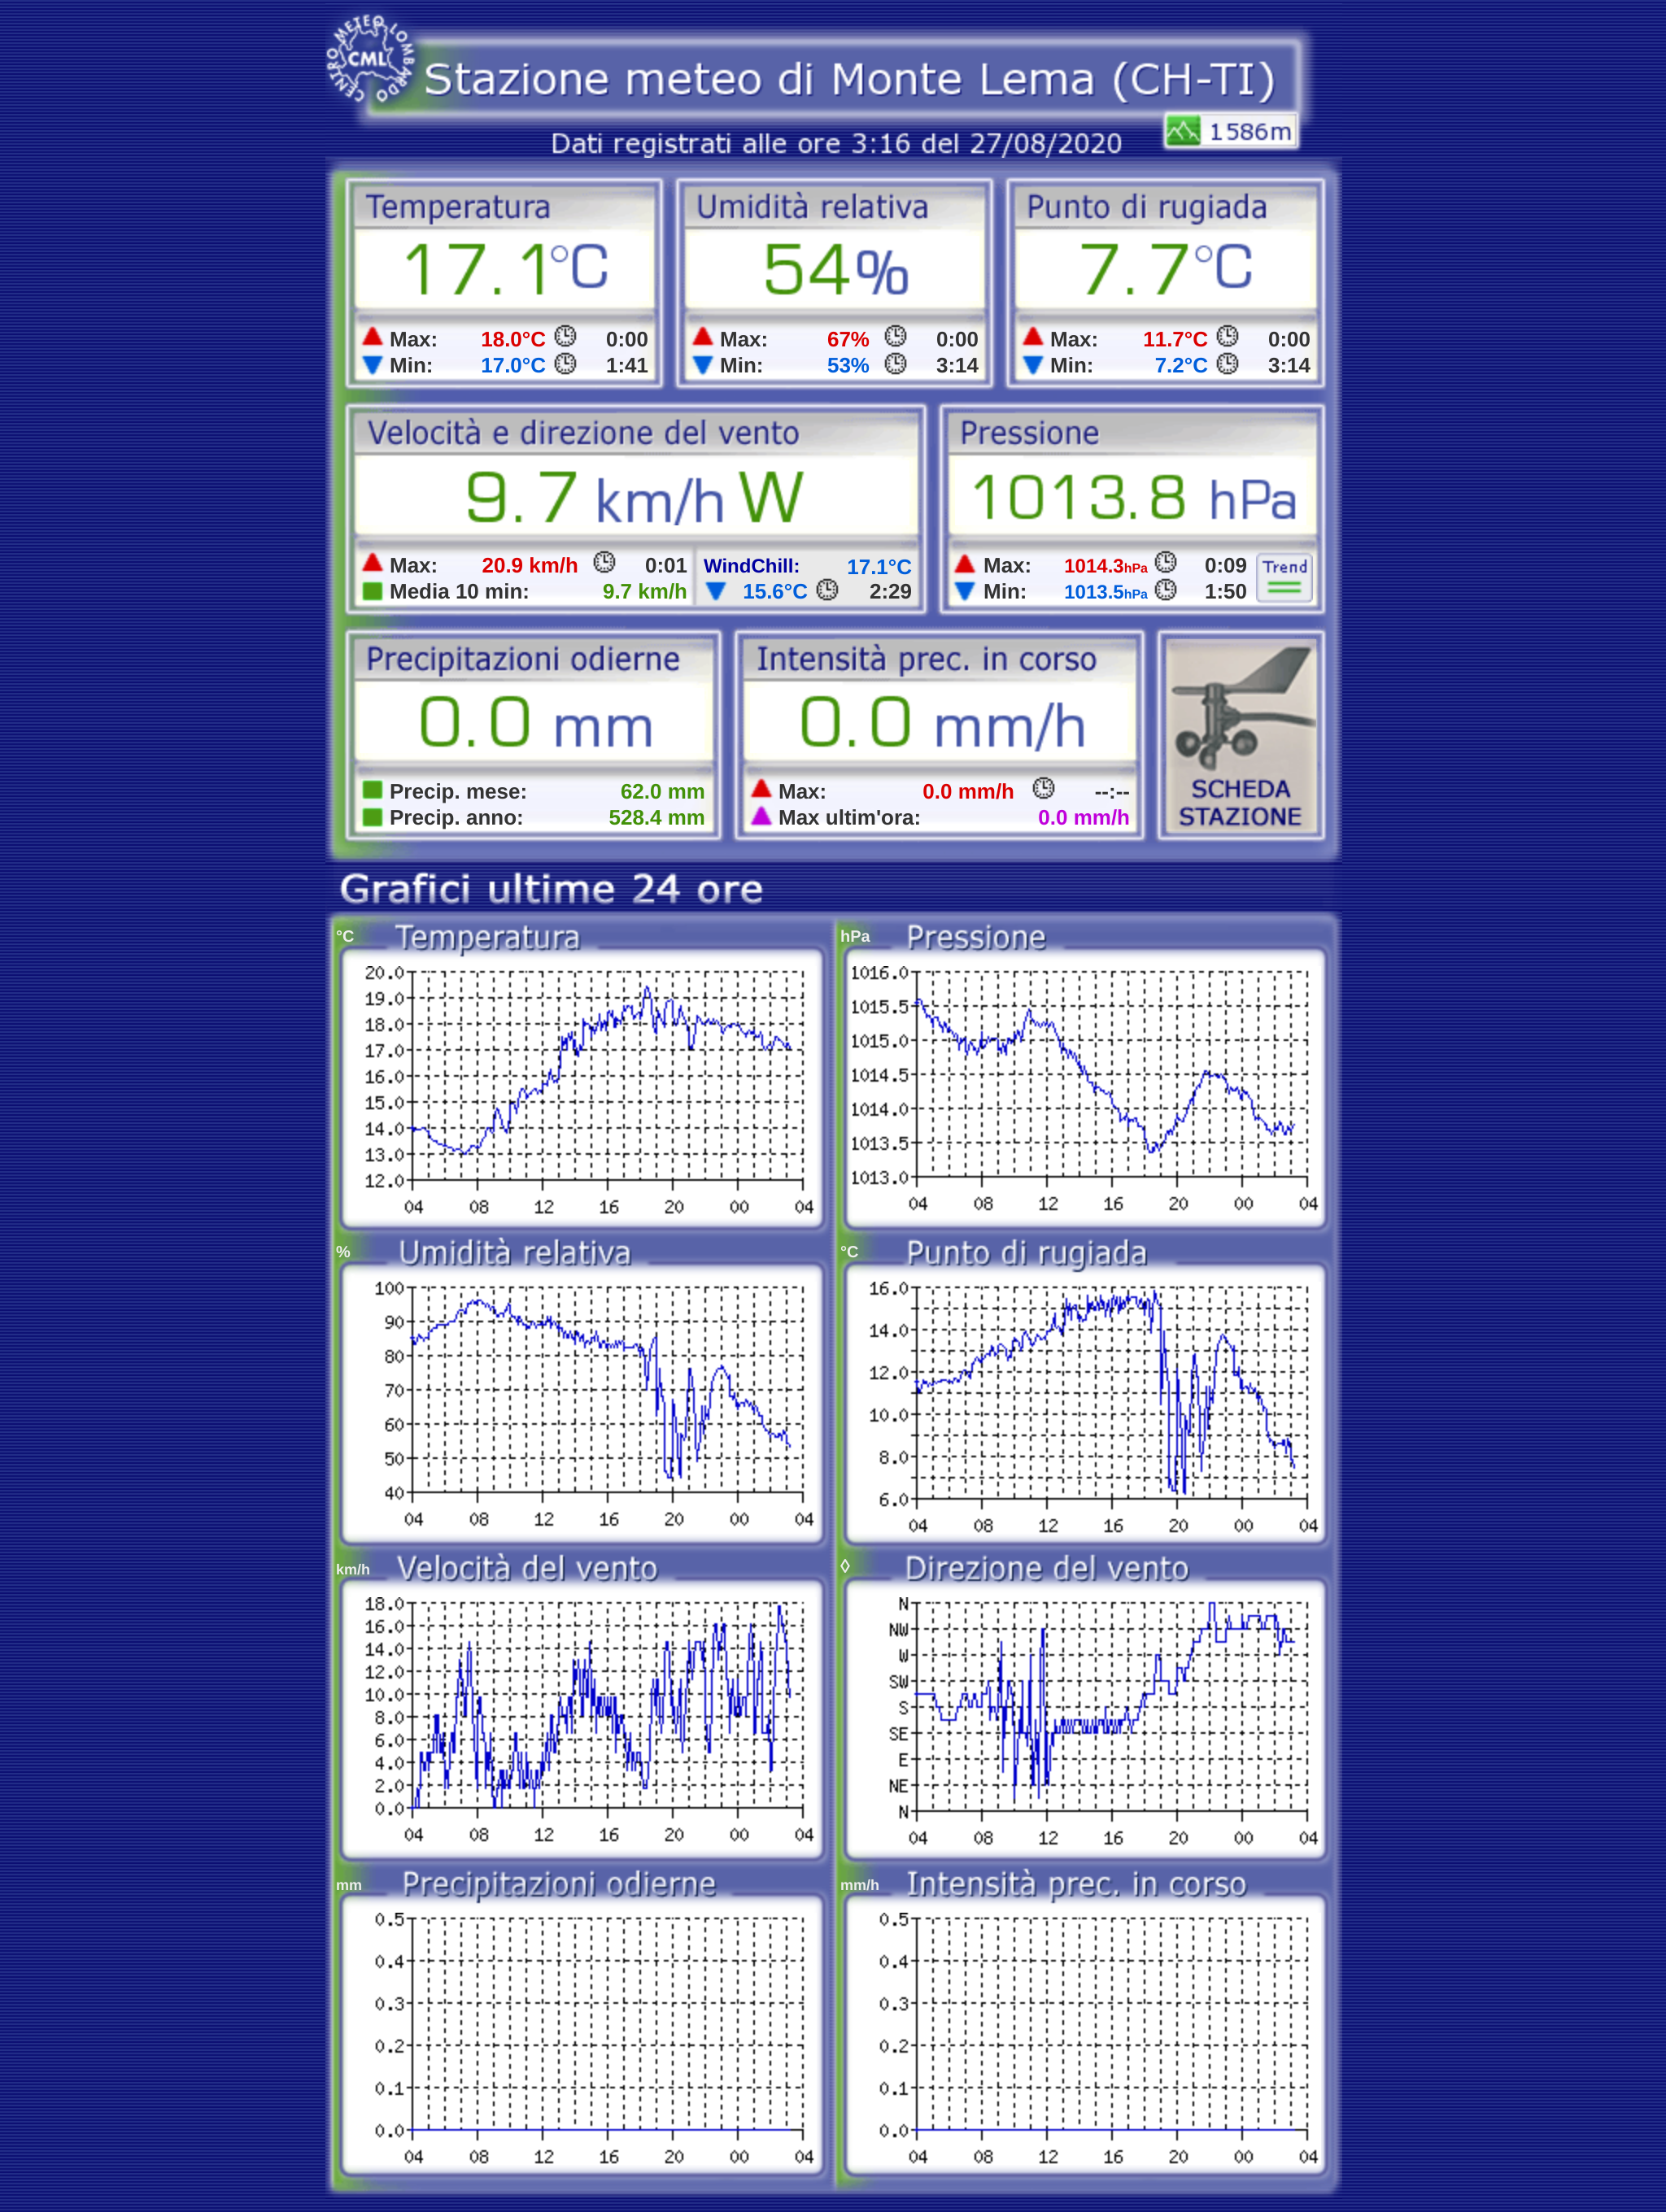 CENTRO METEO LOMBARDO
CML
Stazione meteo di Monte Lema (CH-TI)
1586m
Dati registrati alle ore 3:16 del 27/08/2020
Temperatura Umidità relativa Punto di rugiada
17.1°C 54% 7.7°C
Max: 18.0°C 0:00 Max: 67% 0:00 Max: 11.7°C 0:00
Min: 17.0°C 1:41 Min: 53% 3:14 Min: 7.2°C 3:14
Velocità e direzione del vento Pressione
9.7 km/h W 1013.8 hPa
Max: 20.9 km/h 0:01 WindChill: 17.1°C Max: 1014.3hPa 0:09 Trend
Media 10 min: 9.7 km/h 15.6°C 2:29 Min: 1013.5hPa 1:50
Precipitazioni odierne Intensità prec. in corso
0.0 mm 0.0 mm/h
Precip. mese: 62.0 mm Max: 0.0 mm/h --:-- SCHEDA
Precip. anno: 528.4 mm Max ultim'ora: 0.0 mm/h STAZIONE
Grafici ultime 24 ore
°C Temperatura
20.0
19.0
18.0
17.0
16.0
15.0
14.0
13.0
12.0
04 08 12 16 20 00 04
hPa Pressione
1016.0
1015.5
1015.0
1014.5
1014.0
1013.5
1013.0
04 08 12 16 20 00 04
% Umidità relativa
100
90
80
70
60
50
40
04 08 12 16 20 00 04
°C Punto di rugiada
16.0
14.0
12.0
10.0
8.0
6.0
04 08 12 16 20 00 04
km/h Velocità del vento
18.0
16.0
14.0
12.0
10.0
8.0
6.0
4.0
2.0
0.0
04 08 12 16 20 00 04
◊ Direzione del vento
N
NW
W
SW
S
SE
E
NE
N
04 08 12 16 20 00 04
mm Precipitazioni odierne
0.5
0.4
0.3
0.2
0.1
0.0
04 08 12 16 20 00 04
mm/h Intensità prec. in corso
0.5
0.4
0.3
0.2
0.1
0.0
04 08 12 16 20 00 04